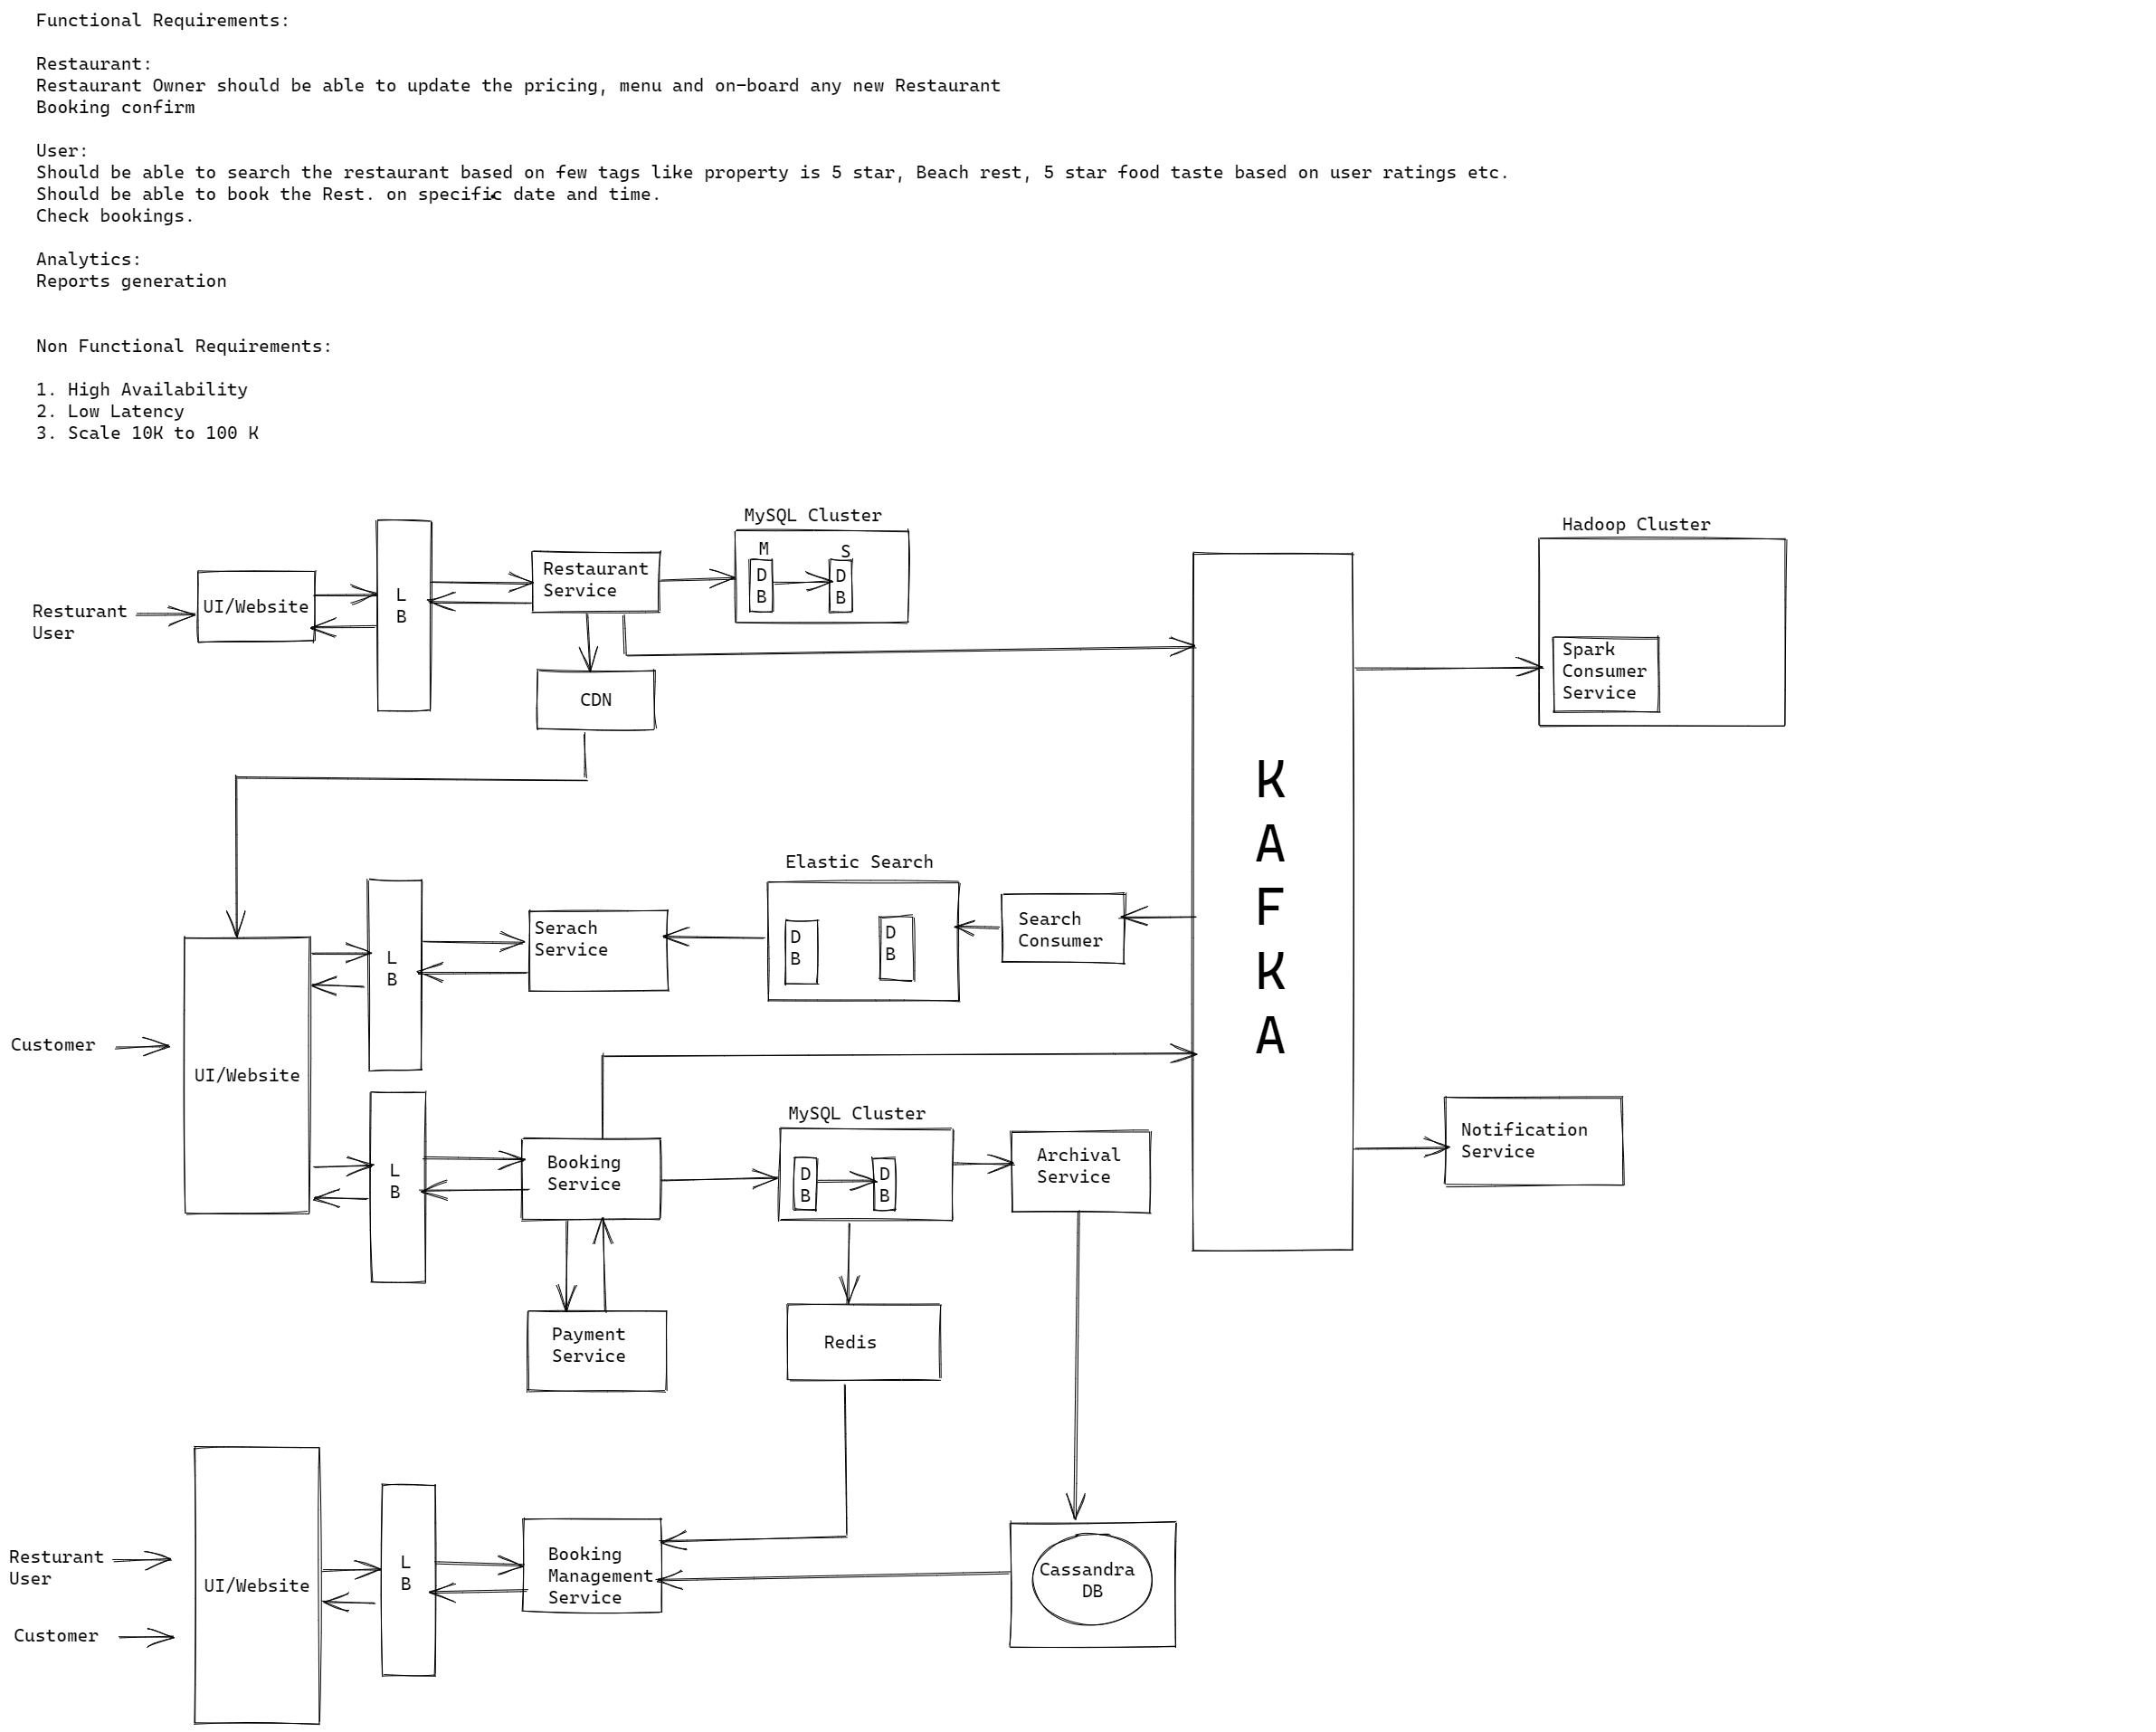 Functional Requirements:
Restaurant:
Restaurant Owner should be able to update the pricing, menu and on-board any new Restaurant
Booking confirm
User:
Should be able to search the restaurant based on few tags like property is 5 star, Beach rest, 5 star food taste based on user ratings etc.
Should be able to book the Rest. on specific date and time.
Check bookings.
Analytics:
Reports generation
Non Functional Requirements:
1. High Availability
2. Low Latency
3. Scale 10K to 100 K
MySQL Cluster
Hadoop Cluster
Resturant
User
UI/Website
L
B
Restaurant
Service
M
D
B
S
D
B
CDN
Spark
Consumer
Service
K
A
F
K
A
Elastic Search
L
B
Serach
Service
D
B
D
B
Search
Consumer
Customer
UI/Website
MySQL Cluster
L
B
Booking
Service
D
B
D
B
Archival
Service
Notification
Service
Payment
Service
Redis
Resturant
User
Customer
UI/Website
L
B
Booking
Management
Service
Cassandra
DB